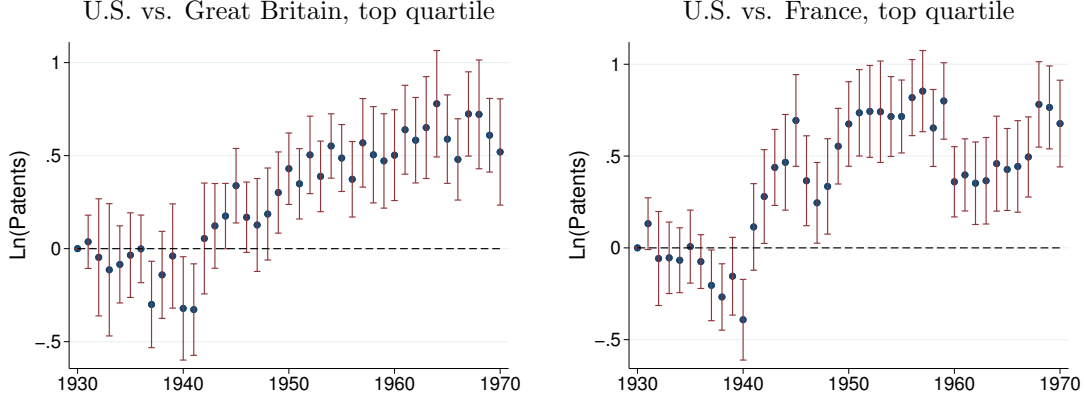 U.S. vs. Great Britain, top quartile
Ln(Patents)
1
.5
0
-.5
1930 1940 1950 1960 1970
U.S. vs. France, top quartile
Ln(Patents)
1
.5
0
-.5
1930 1940 1950 1960 1970